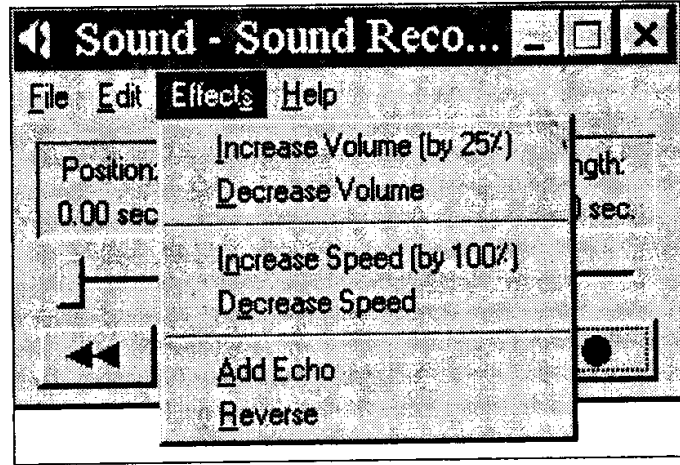 Sound - Sound Reco...
File Edit Effects Help
Increase Volume (by 25%)
Decrease Volume
Increase Speed (by 100%)
Decrease Speed
Add Echo
Reverse
Position:
0.00 sec
ngth:
sec.